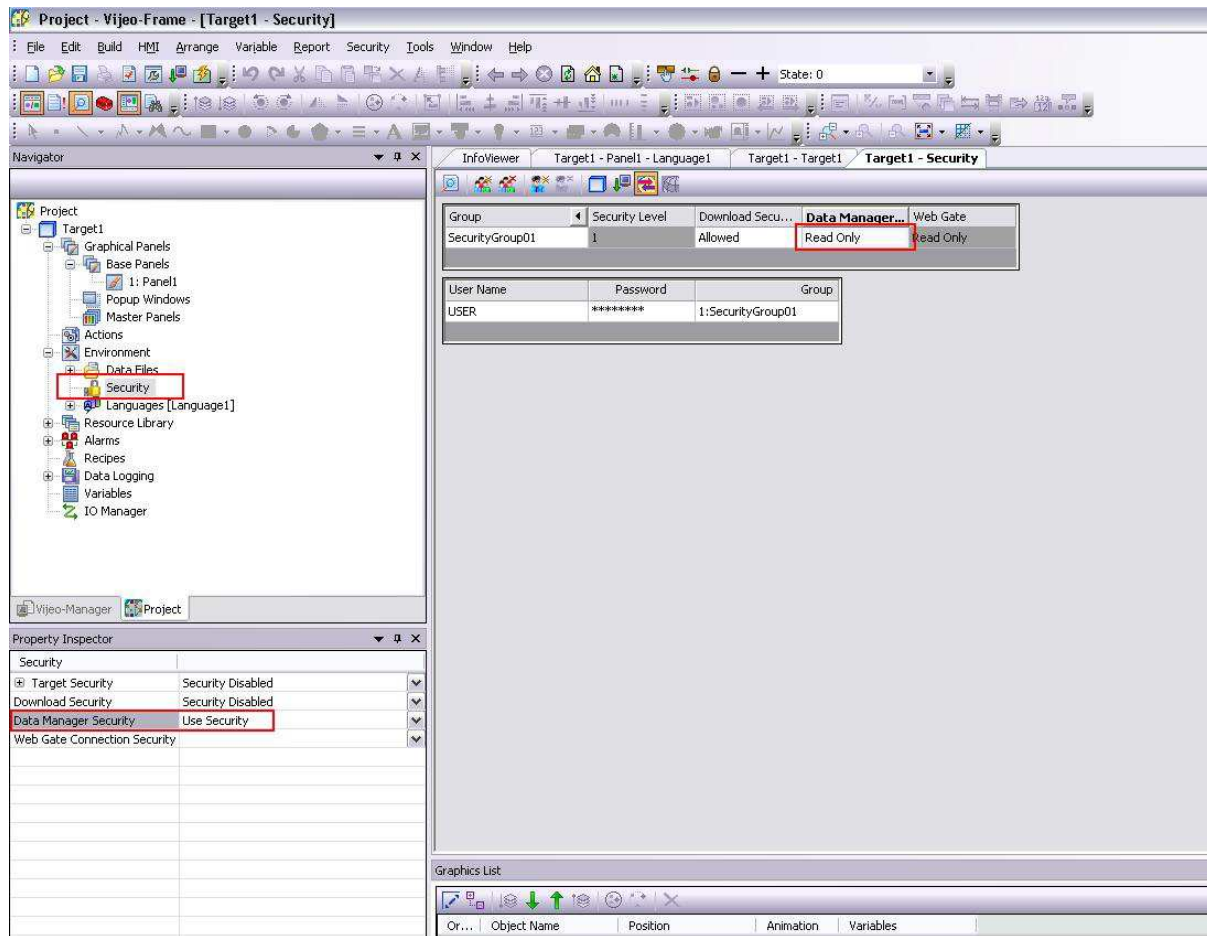 Project - Vijeo-Frame - [Target1 - Security]
File Edit Build HMI Arrange Variable Report Security Tools Window Help
State: 0
Navigator
Project
Target1
Graphical Panels
Base Panels
1: Panel1
Popup Windows
Master Panels
Actions
Environment
Data Files
Security
Languages [Language1]
Resource Library
Alarms
Recipes
Data Logging
Variables
IO Manager
Vijeo-Manager Project
Property Inspector
Security
Target Security Security Disabled
Download Security Security Disabled
Data Manager Security Use Security
Web Gate Connection Security
InfoViewer Target1 - Panel1 - Language1 Target1 - Target1 Target1 - Security
Group Security Level Download Secu... Data Manager... Web Gate
SecurityGroup01 1 Allowed Read Only Read Only
User Name Password Group
USER ******** 1:SecurityGroup01
Graphics List
Or... Object Name Position Animation Variables